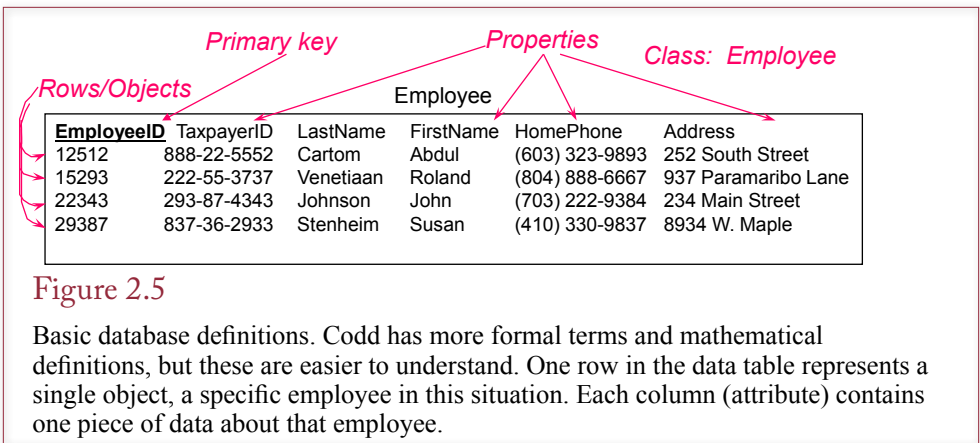 Primary key
Properties
Class: Employee
Rows/Objects
Employee
EmployeeID TaxpayerID LastName FirstName HomePhone Address
12512 888-22-5552 Cartom Abdul (603) 323-9893 252 South Street
15293 222-55-3737 Venetiaan Roland (804) 888-6667 937 Paramaribo Lane
22343 293-87-4343 Johnson John (703) 222-9384 234 Main Street
29387 837-36-2933 Stenheim Susan (410) 330-9837 8934 W. Maple
Figure 2.5
Basic database definitions. Codd has more formal terms and mathematical
definitions, but these are easier to understand. One row in the data table represents a
single object, a specific employee in this situation. Each column (attribute) contains
one piece of data about that employee.